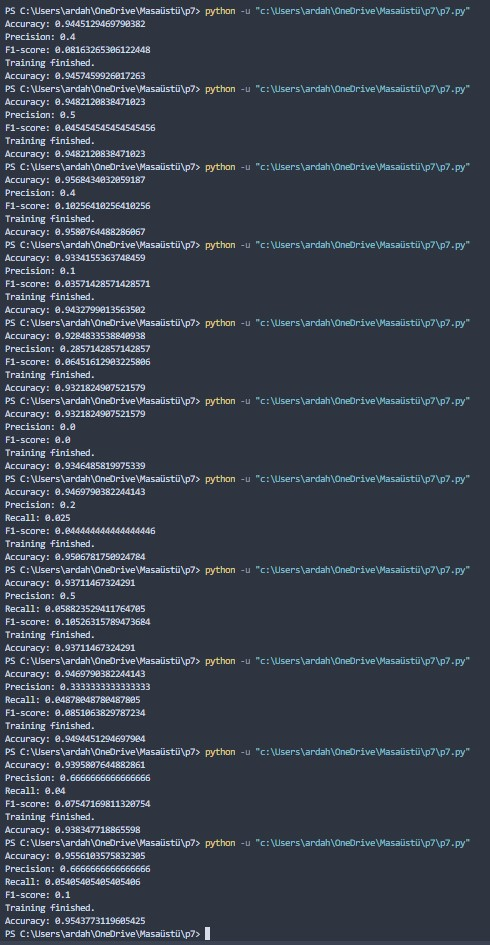 PS C:\Users\ardah\OneDrive\Masaüstü\p7> python -u "c:\Users\ardah\OneDrive\Masaüstü\p7\p7.py"
Accuracy: 0.9445129469790382
Precision: 0.4
F1-score: 0.08163265306122448
Training finished.
Accuracy: 0.9457459926017263
PS C:\Users\ardah\OneDrive\Masaüstü\p7> python -u "c:\Users\ardah\OneDrive\Masaüstü\p7\p7.py"
Accuracy: 0.9482120838471023
Precision: 0.5
F1-score: 0.045454545454545456
Training finished.
Accuracy: 0.9482120838471023
PS C:\Users\ardah\OneDrive\Masaüstü\p7> python -u "c:\Users\ardah\OneDrive\Masaüstü\p7\p7.py"
Accuracy: 0.9568434032059187
Precision: 0.4
F1-score: 0.10256410256410256
Training finished.
Accuracy: 0.9580764488286067
PS C:\Users\ardah\OneDrive\Masaüstü\p7> python -u "c:\Users\ardah\OneDrive\Masaüstü\p7\p7.py"
Accuracy: 0.9334155363748459
Precision: 0.1
F1-score: 0.03571428571428571
Training finished.
Accuracy: 0.9432799013563502
PS C:\Users\ardah\OneDrive\Masaüstü\p7> python -u "c:\Users\ardah\OneDrive\Masaüstü\p7\p7.py"
Accuracy: 0.9284833538840938
Precision: 0.2857142857142857
F1-score: 0.06451612903225806
Training finished.
Accuracy: 0.9321824907521579
PS C:\Users\ardah\OneDrive\Masaüstü\p7> python -u "c:\Users\ardah\OneDrive\Masaüstü\p7\p7.py"
Accuracy: 0.9321824907521579
Precision: 0.0
F1-score: 0.0
Training finished.
Accuracy: 0.9346485819975339
PS C:\Users\ardah\OneDrive\Masaüstü\p7> python -u "c:\Users\ardah\OneDrive\Masaüstü\p7\p7.py"
Accuracy: 0.9469790382244143
Precision: 0.2
Recall: 0.025
F1-score: 0.044444444444444446
Training finished.
Accuracy: 0.9506781750924784
PS C:\Users\ardah\OneDrive\Masaüstü\p7> python -u "c:\Users\ardah\OneDrive\Masaüstü\p7\p7.py"
Accuracy: 0.93711467324291
Precision: 0.5
Recall: 0.058823529411764705
F1-score: 0.10526315789473684
Training finished.
Accuracy: 0.93711467324291
PS C:\Users\ardah\OneDrive\Masaüstü\p7> python -u "c:\Users\ardah\OneDrive\Masaüstü\p7\p7.py"
Accuracy: 0.9469790382244143
Precision: 0.3333333333333333
Recall: 0.04878048780487805
F1-score: 0.0851063829787234
Training finished.
Accuracy: 0.9494451294697904
PS C:\Users\ardah\OneDrive\Masaüstü\p7> python -u "c:\Users\ardah\OneDrive\Masaüstü\p7\p7.py"
Accuracy: 0.9395807644882861
Precision: 0.6666666666666666
Recall: 0.04
F1-score: 0.07547169811320754
Training finished.
Accuracy: 0.938347718865598
PS C:\Users\ardah\OneDrive\Masaüstü\p7> python -u "c:\Users\ardah\OneDrive\Masaüstü\p7\p7.py"
Accuracy: 0.9556103575832305
Precision: 0.6666666666666666
Recall: 0.05405405405405406
F1-score: 0.1
Training finished.
Accuracy: 0.9543773119605425
PS C:\Users\ardah\OneDrive\Masaüstü\p7>